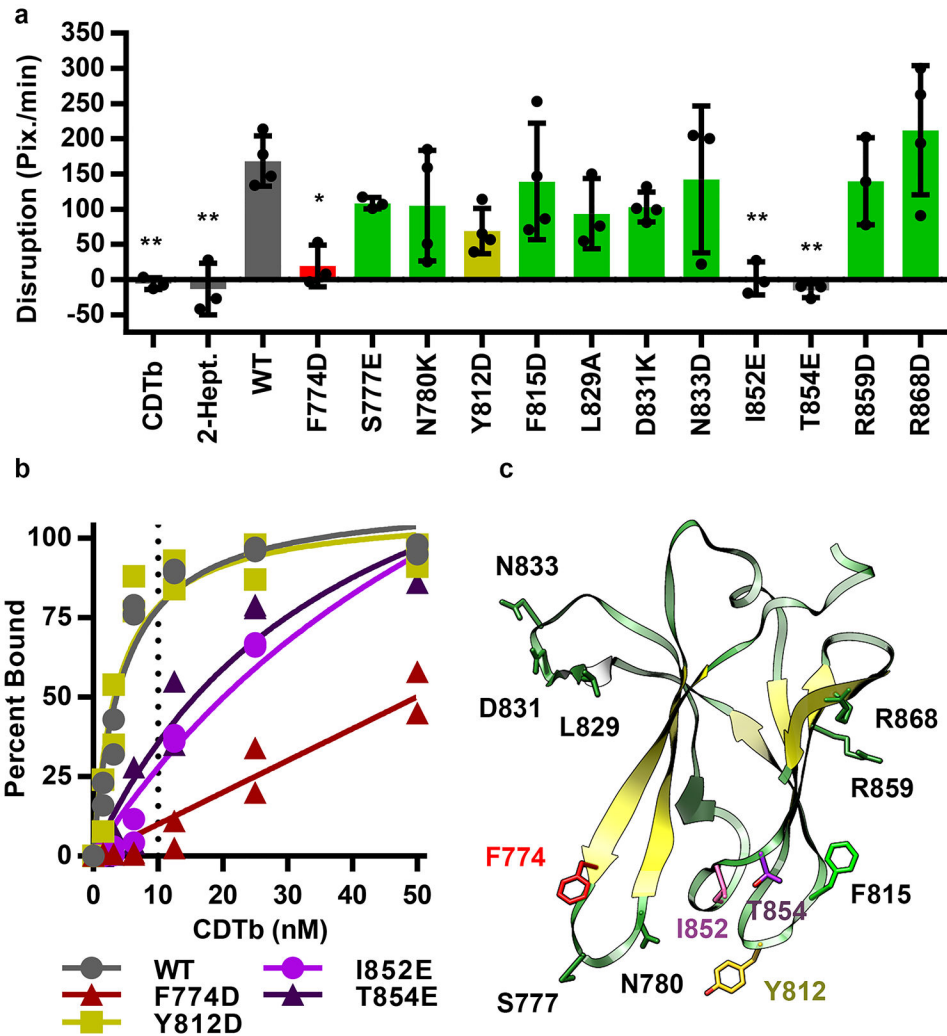 a
Disruption (Pix./min)
350
300
250
200
150
100
50
0
-50
**
**
*
**
**
CDTb
2-Hept.
WT
F774D
S777E
N780K
Y812D
F815D
L829A
D831K
N833D
I852E
T854E
R859D
R868D
b
c
Percent Bound
100
75
50
25
0
0
10
20
30
40
50
CDTb (nM)
WT
F774D
Y812D
I852E
T854E
N833
D831
L829
R868
R859
F774
I852
T854
F815
S777
N780
Y812